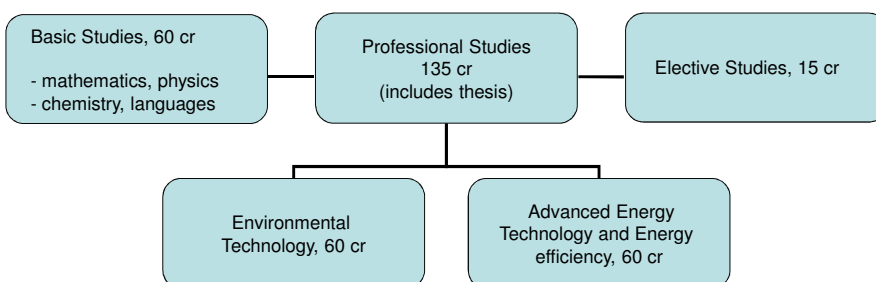 Basic Studies, 60 cr
- mathematics, physics
- chemistry, languages
Professional Studies
135 cr
(includes thesis)
Elective Studies, 15 cr
Environmental
Technology, 60 cr
Advanced Energy
Technology and Energy
efficiency, 60 cr